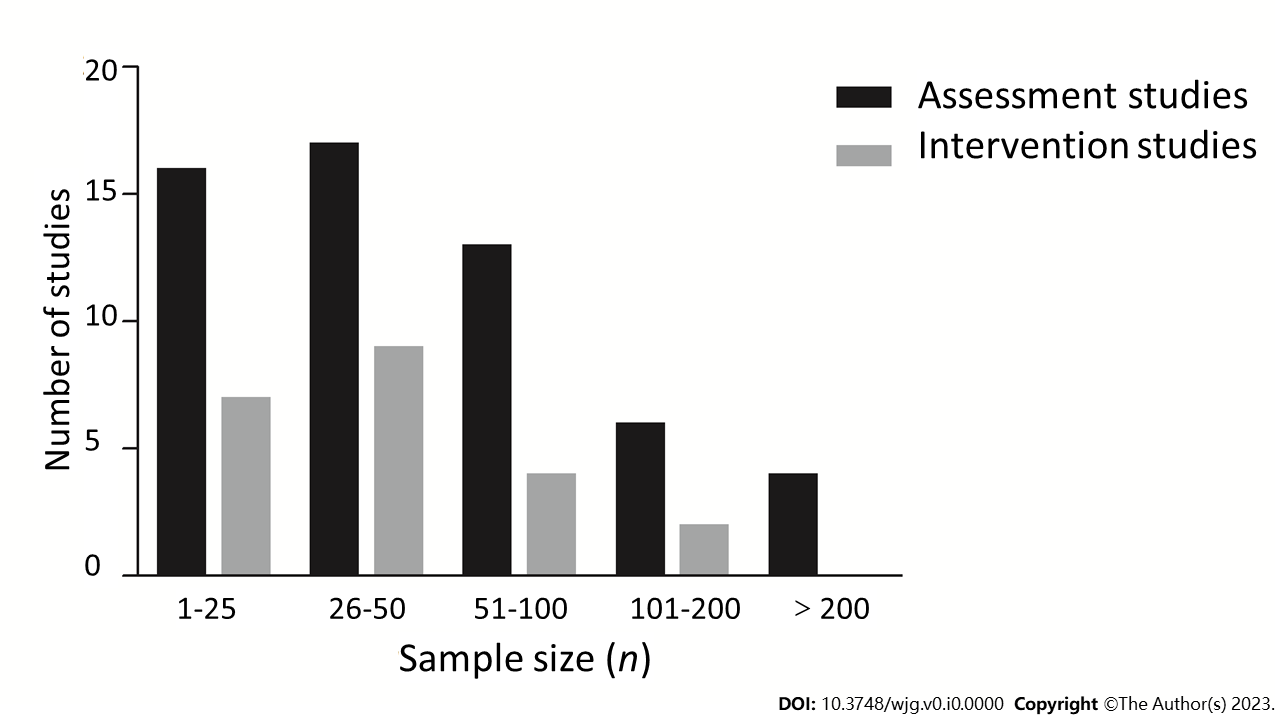 20
15
10
5
0
Number of studies
Assessment studies
Intervention studies
1-25 26-50 51-100 101-200 > 200
Sample size (n)
DOI: 10.3748/wjg.v0.i0.0000 Copyright ©The Author(s) 2023.